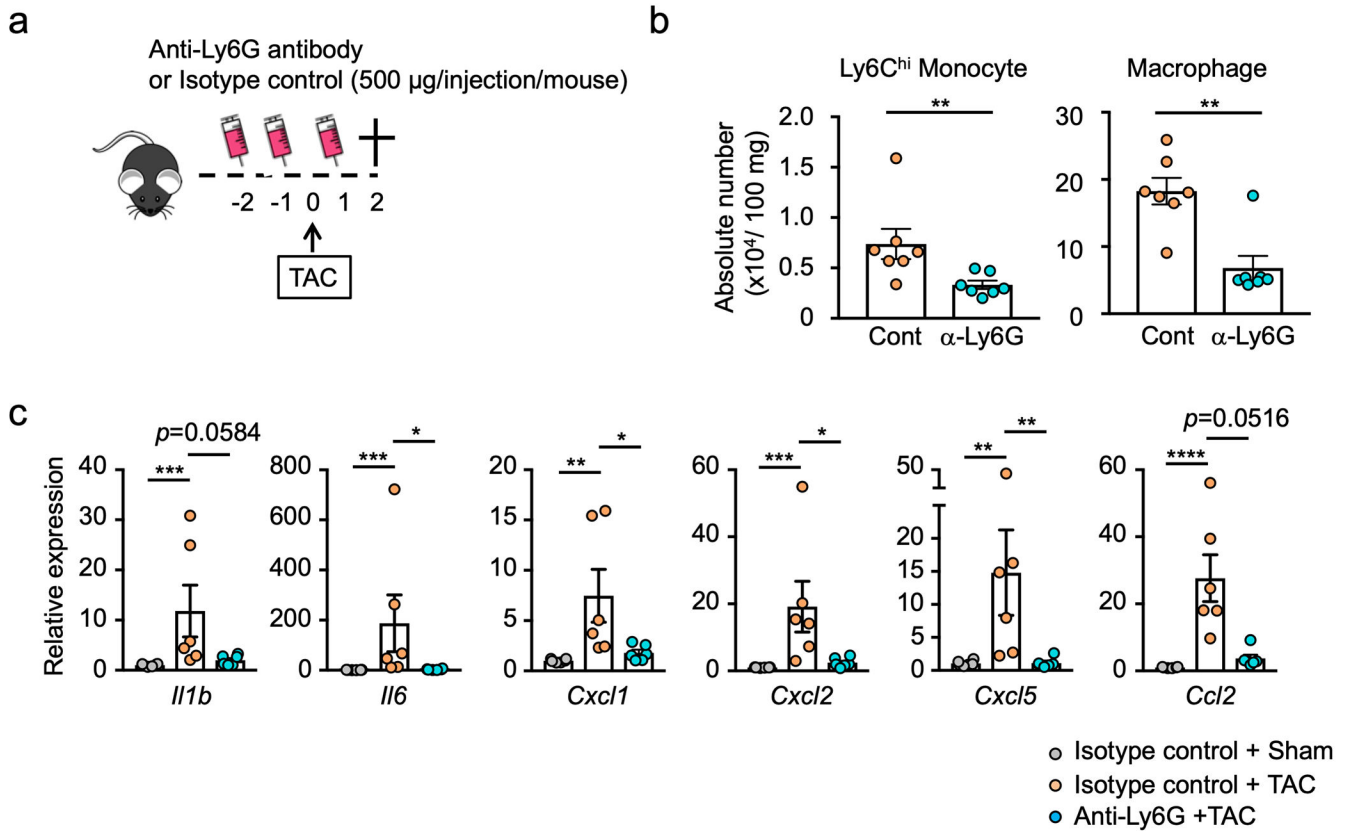 a
Anti-Ly6G antibody
or Isotype control (500 µg/injection/mouse)
-2 -1 0 1 2
TAC
b
Ly6Chi Monocyte
**
Absolute number
(x10⁴/ 100 mg)
2.0
1.5
1.0
0.5
0
Cont α-Ly6G
Macrophage
**
30
20
10
0
Cont α-Ly6G
c
Relative expression
p=0.0584
***
40
30
20
10
0
Il1b
*
***
800
600
400
200
0
Il6
*
**
20
15
10
5
0
Cxcl1
*
***
60
40
20
0
Cxcl2
**
**
50
20
15
10
5
0
Cxcl5
p=0.0516
****
60
40
20
0
Ccl2
Isotype control + Sham
Isotype control + TAC
Anti-Ly6G +TAC